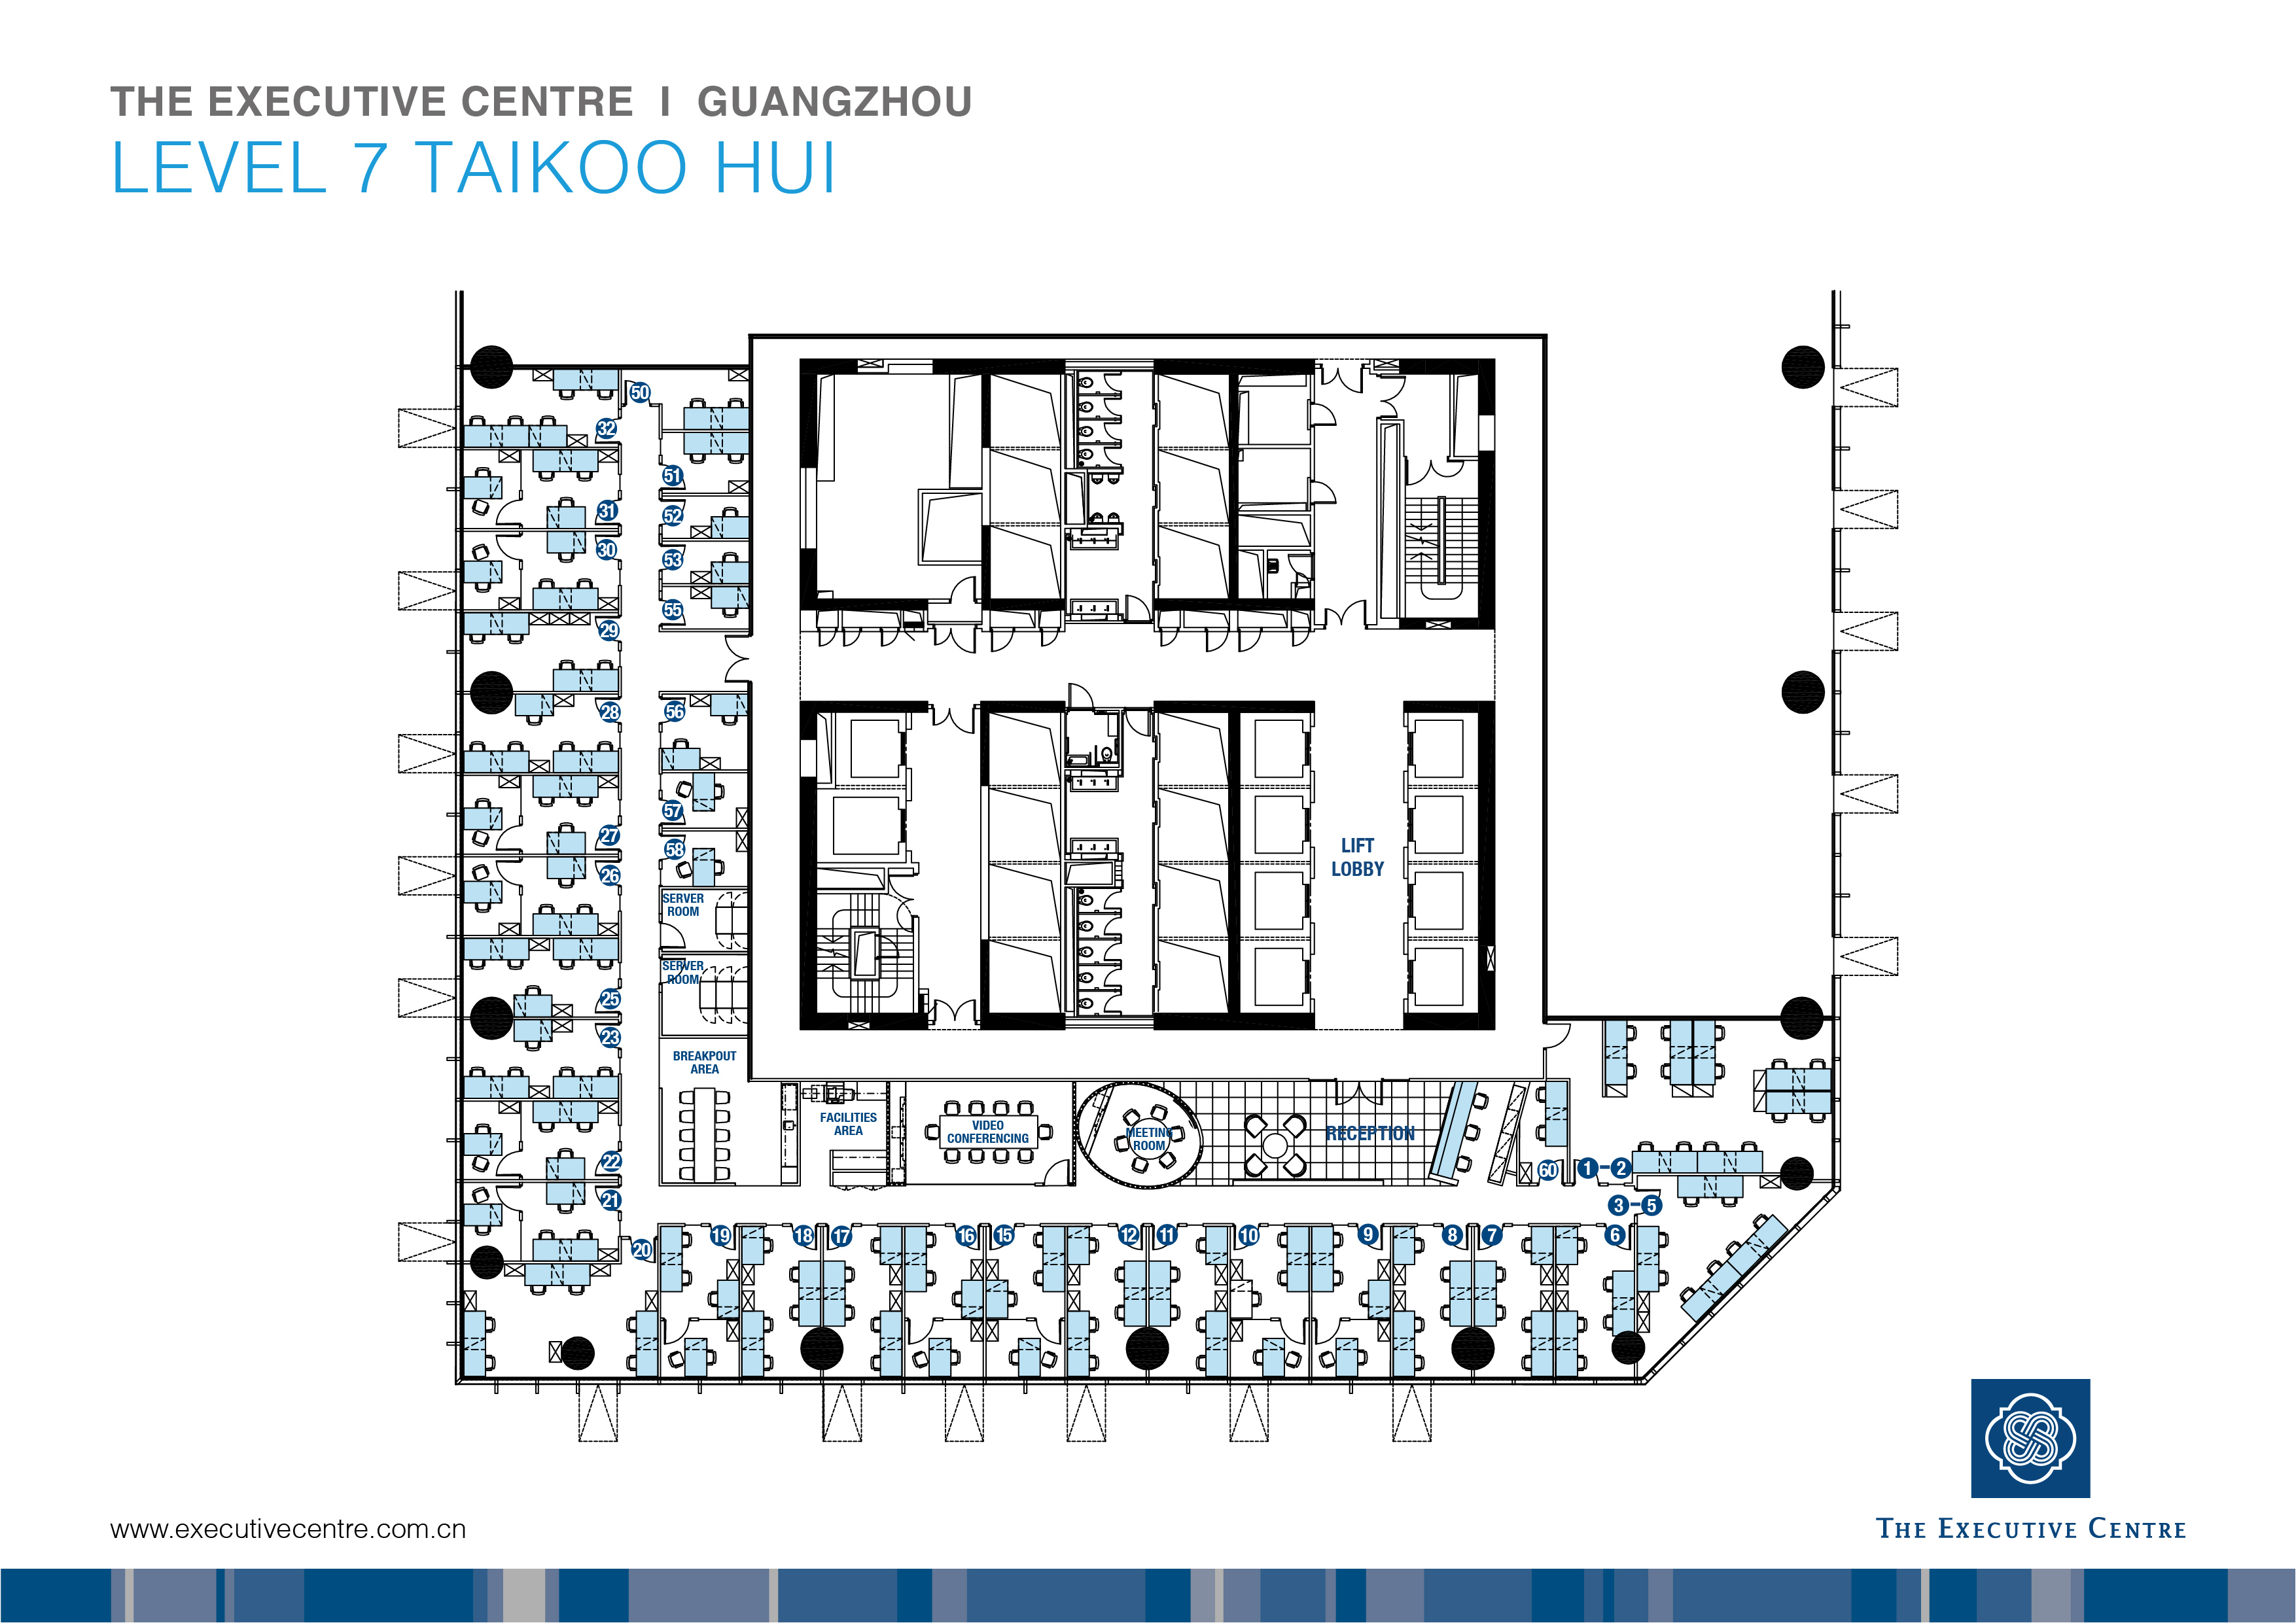 THE EXECUTIVE CENTRE I GUANGZHOU
LEVEL 7 TAIKOO HUI
50
32
51
31
52
30
53
55
29
28
56
57
27
58
26
LIFT
LOBBY
SERVER
ROOM
SERVER
ROOM
25
23
BREAKPOUT
AREA
FACILITIES
AREA
VIDEO
CONFERENCING
MEETING
ROOM
RECEPTION
22
60
1-2
21
3-5
20
19
18
17
16
15
12
11
10
9
8
7
6
www.executivecentre.com.cn
THE EXECUTIVE CENTRE